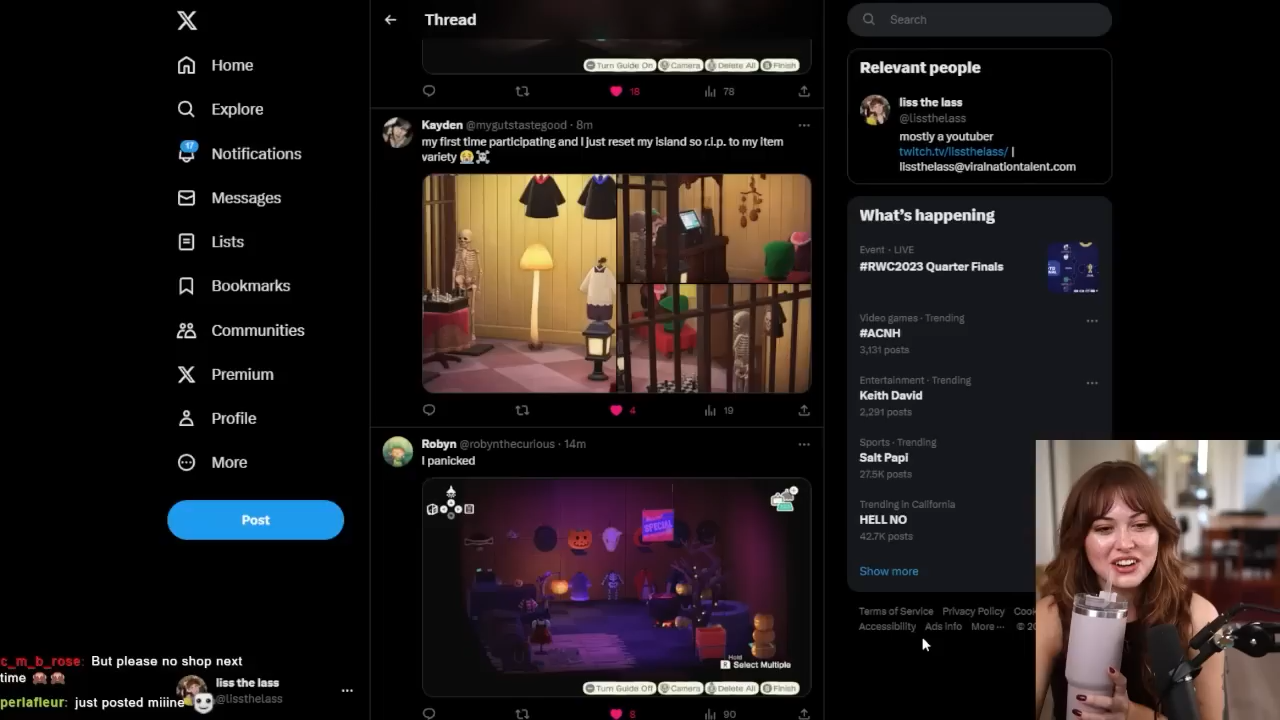 Thread
Search
Home
Explore
17
Notifications
Messages
Lists
Bookmarks
Communities
Premium
Profile
More
Post
Turn Guide On Camera Delete All Finish
18 78
Kayden @mygutstastegood · 8m
my first time participating and I just reset my island so r.i.p. to my item
variety 😭☠️
4 19
Robyn @robynthecurious · 14m
I panicked
SPECIAL
Hold
Select Multiple
Turn Guide Off Camera Delete All Finish
8 90
Relevant people
liss the lass
@lissthelass
mostly a youtuber
twitch.tv/lissthelass/ |
lissthelass@viralnationtalent.com
What's happening
Event · LIVE
#RWC2023 Quarter Finals
Video games · Trending
#ACNH
3,131 posts
Entertainment · Trending
Keith David
2,291 posts
Sports · Trending
Salt Papi
27.5K posts
Trending in California
HELL NO
42.7K posts
Show more
Terms of Service Privacy Policy Cook
Accessibility Ads info More ··· © 20
c_m_b_rose: But please no shop next
time 🙈🙈
perlafleur: just posted miiine
liss the lass
@lissthelass